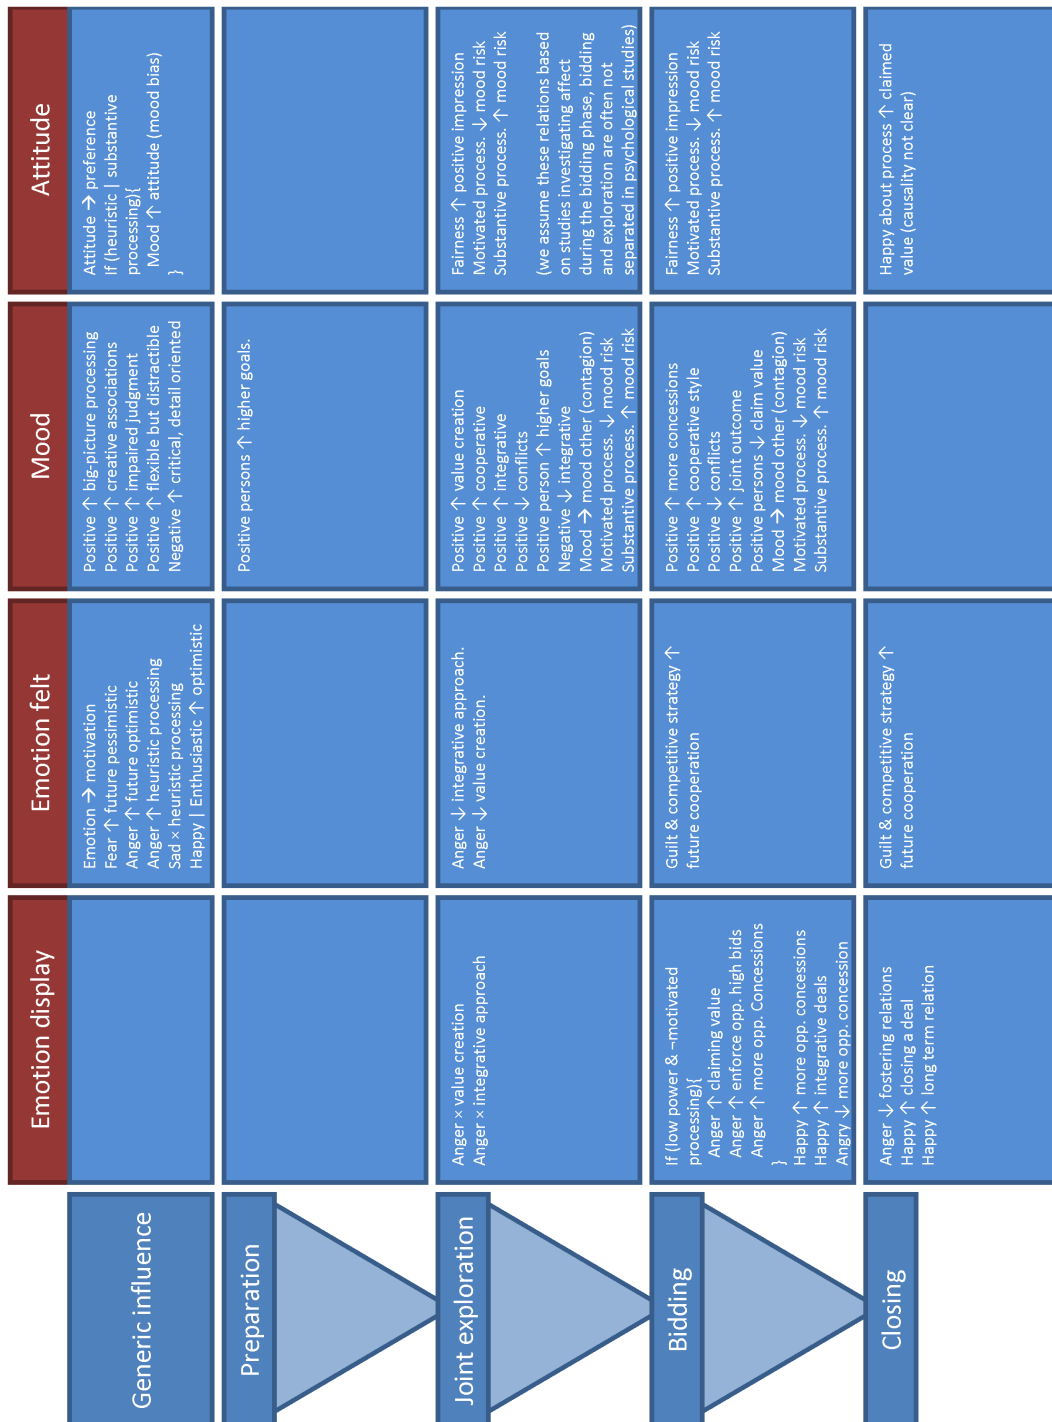 Emotion display
Emotion felt
Mood
Attitude
Generic influence
Emotion → motivation
Fear ↑ future pessimistic
Anger ↑ future optimistic
Anger ↑ heuristic processing
Sad × heuristic processing
Happy | Enthusiastic ↑ optimistic
Positive ↑ big-picture processing
Positive ↑ creative associations
Positive ↑ impaired judgment
Positive ↑ flexible but distractible
Negative ↑ critical, detail oriented
Attitude → preference
If (heuristic | substantive
processing){
Mood ↑ attitude (mood bias)
}
Preparation
Positive persons ↑ higher goals.
Joint exploration
Anger × value creation
Anger × integrative approach
Anger ↓ integrative approach.
Anger ↓ value creation.
Positive ↑ value creation
Positive ↑ cooperative
Positive ↑ integrative
Positive ↓ conflicts
Positive person ↑ higher goals
Negative ↓ integrative
Mood → mood other (contagion)
Motivated process. ↓ mood risk
Substantive process. ↑ mood risk
Fairness ↑ positive impression
Motivated process. ↓ mood risk
Substantive process. ↑ mood risk
(we assume these relations based
on studies investigating affect
during the bidding phase, bidding
and exploration are often not
separated in psychological studies)
Bidding
If (low power & ¬motivated
processing){
Anger ↑ claiming value
Anger ↑ enforce opp. high bids
Anger ↑ more opp. Concessions
}
Happy ↑ more opp. concessions
Happy ↑ integrative deals
Angry ↓ more opp. concession
Guilt & competitive strategy ↑
future cooperation
Positive ↑ more concessions
Positive ↑ cooperative style
Positive ↓ conflicts
Positive ↑ joint outcome
Positive persons ↓ claim value
Mood → mood other (contagion)
Motivated process. ↓ mood risk
Substantive process. ↑ mood risk
Fairness ↑ positive impression
Motivated process. ↓ mood risk
Substantive process. ↑ mood risk
Closing
Anger ↓ fostering relations
Happy ↑ closing a deal
Happy ↑ long term relation
Guilt & competitive strategy ↑
future cooperation
Happy about process ↑ claimed
value (causality not clear)